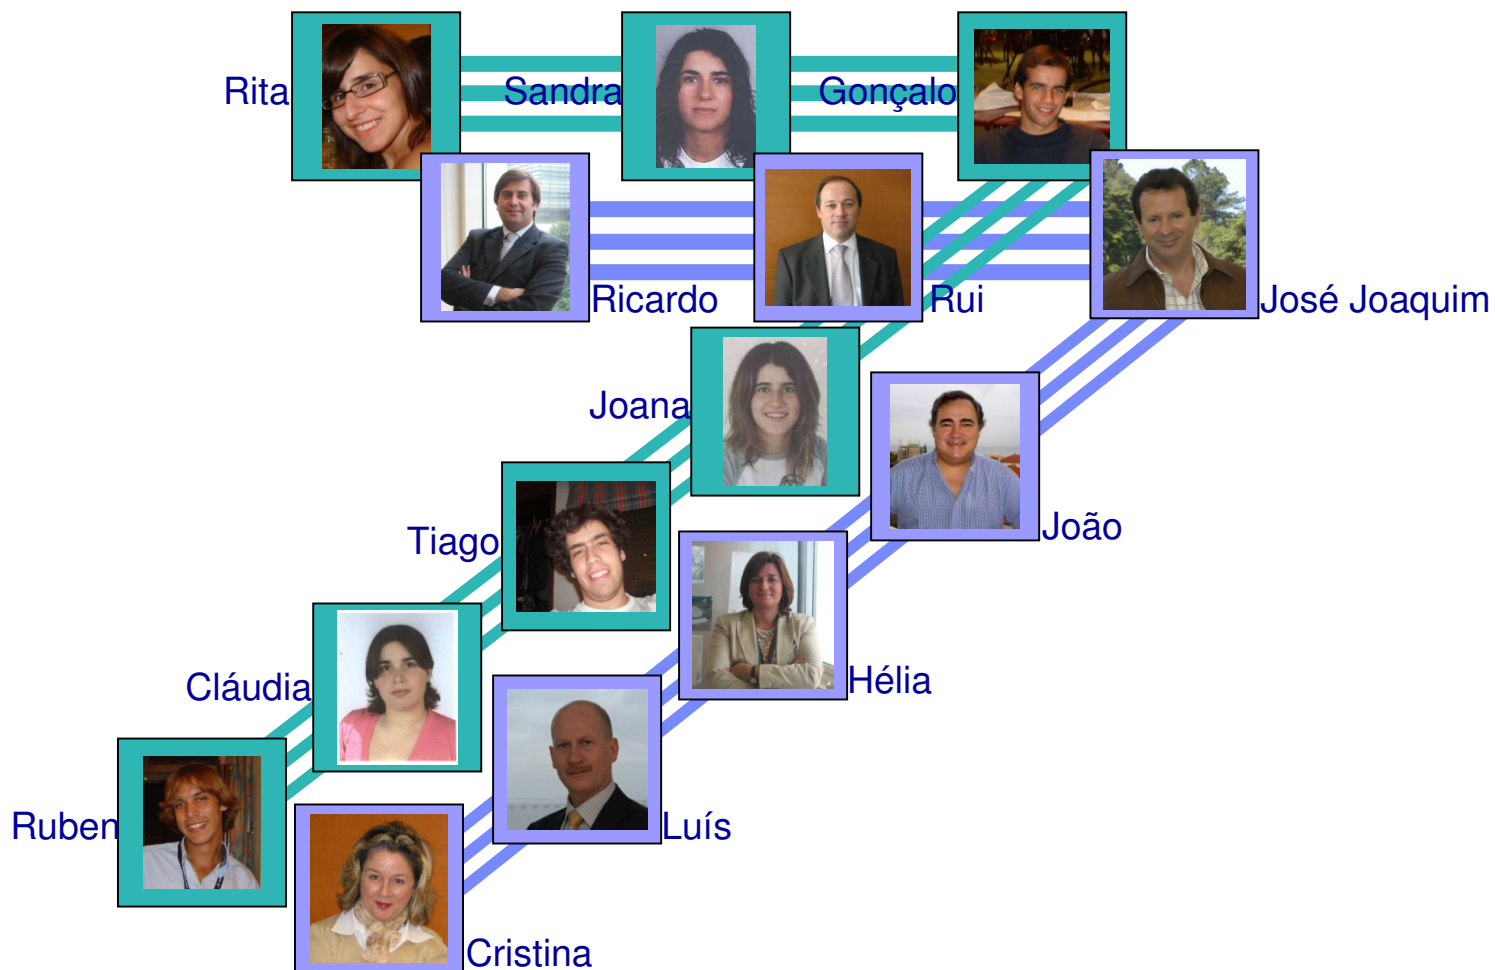 Rita
Sandra
Gonçalo
Ricardo
Rui
José Joaquim
Joana
João
Tiago
Hélia
Cláudia
Luís
Ruben
Cristina